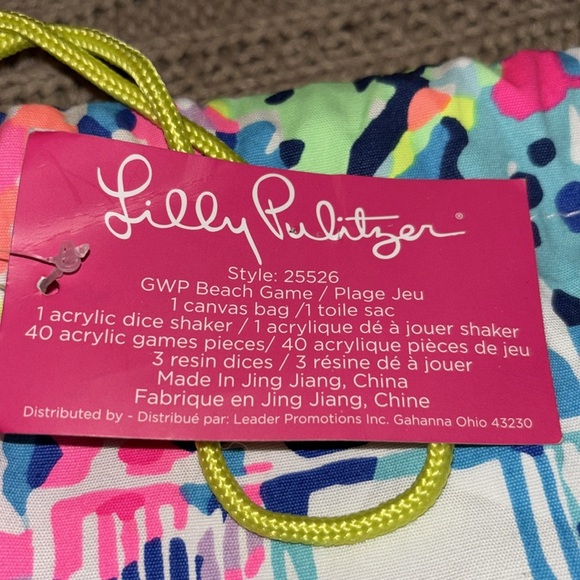 Lilly Pulitzer®
Style: 25526
GWP Beach Game / Plage Jeu
1 canvas bag /1 toile sac
1 acrylic dice shaker / 1 acrylique dé à jouer shaker
40 acrylic games pieces/ 40 acrylique pièces de jeu
3 resin dices / 3 résine dé à jouer
Made In Jing Jiang, China
Fabrique en Jing Jiang, Chine
Distributed by - Distribué par: Leader Promotions Inc. Gahanna Ohio 43230